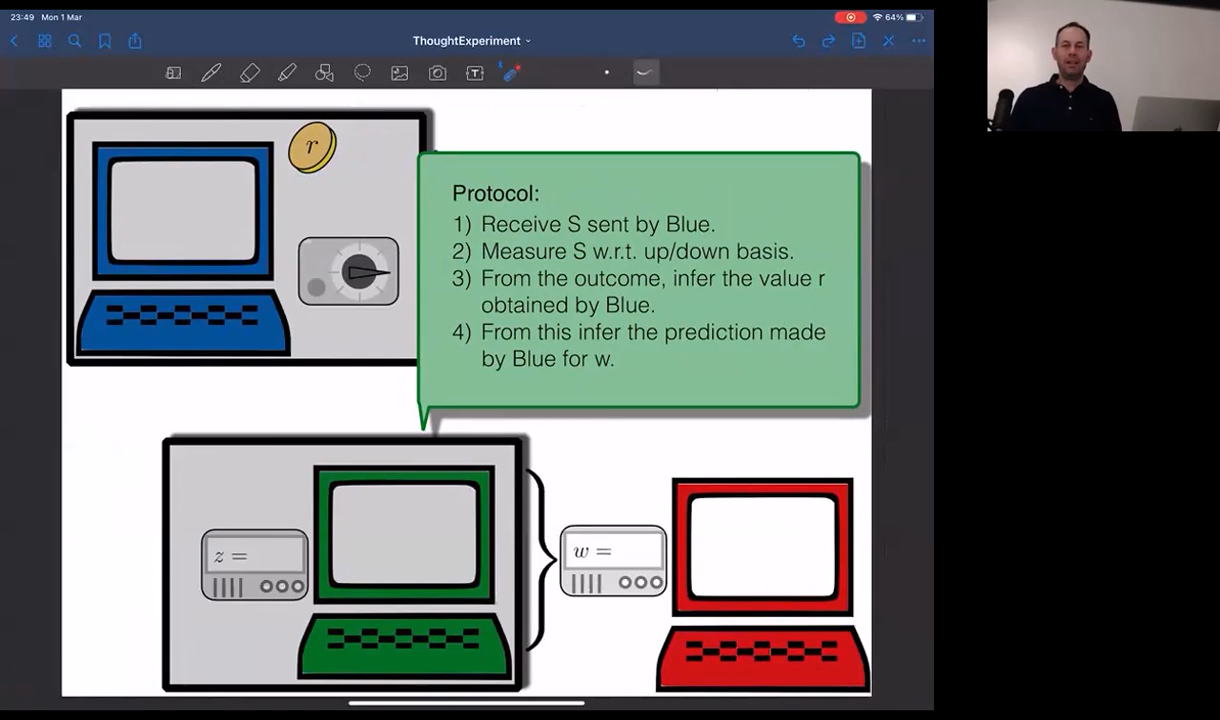 23:49 Mon 1 Mar
64%
ThoughtExperiment
T
r
Protocol:
1) Receive S sent by Blue.
2) Measure S w.r.t. up/down basis.
3) From the outcome, infer the value r
obtained by Blue.
4) From this infer the prediction made
by Blue for w.
z =
w =